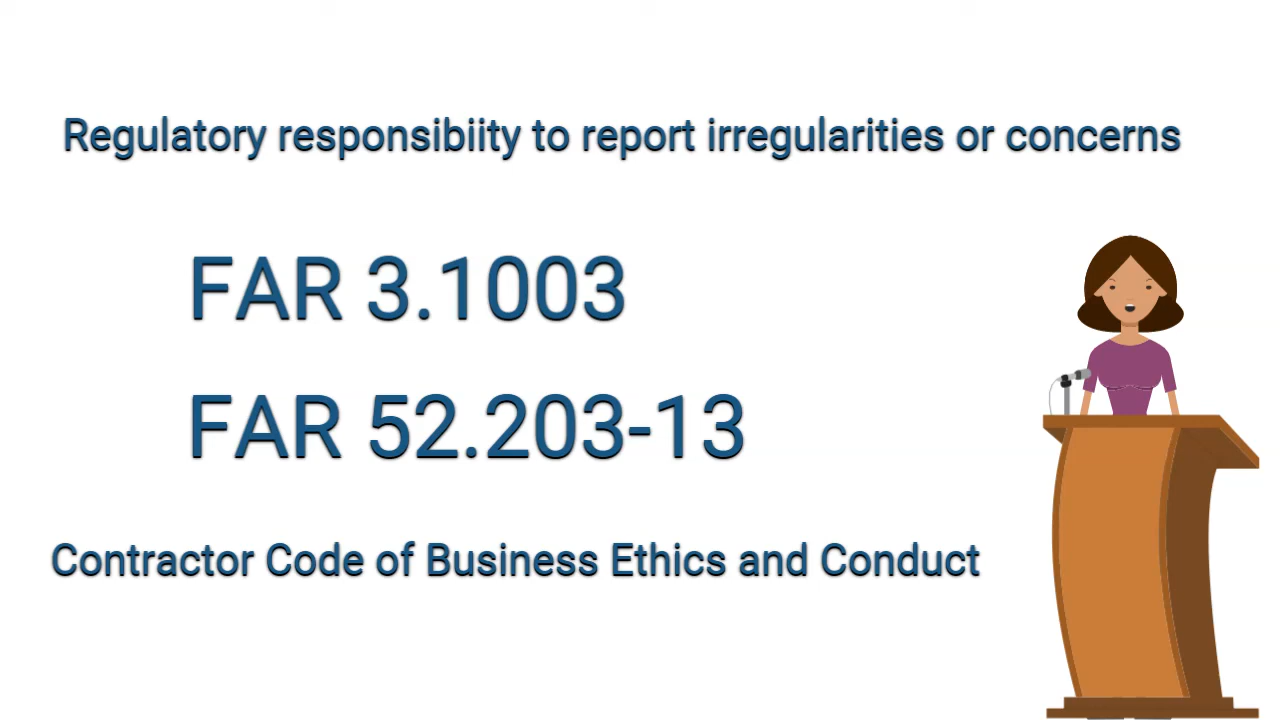 Regulatory responsibiity to report irregularities or concerns
FAR 3.1003
FAR 52.203-13
Contractor Code of Business Ethics and Conduct